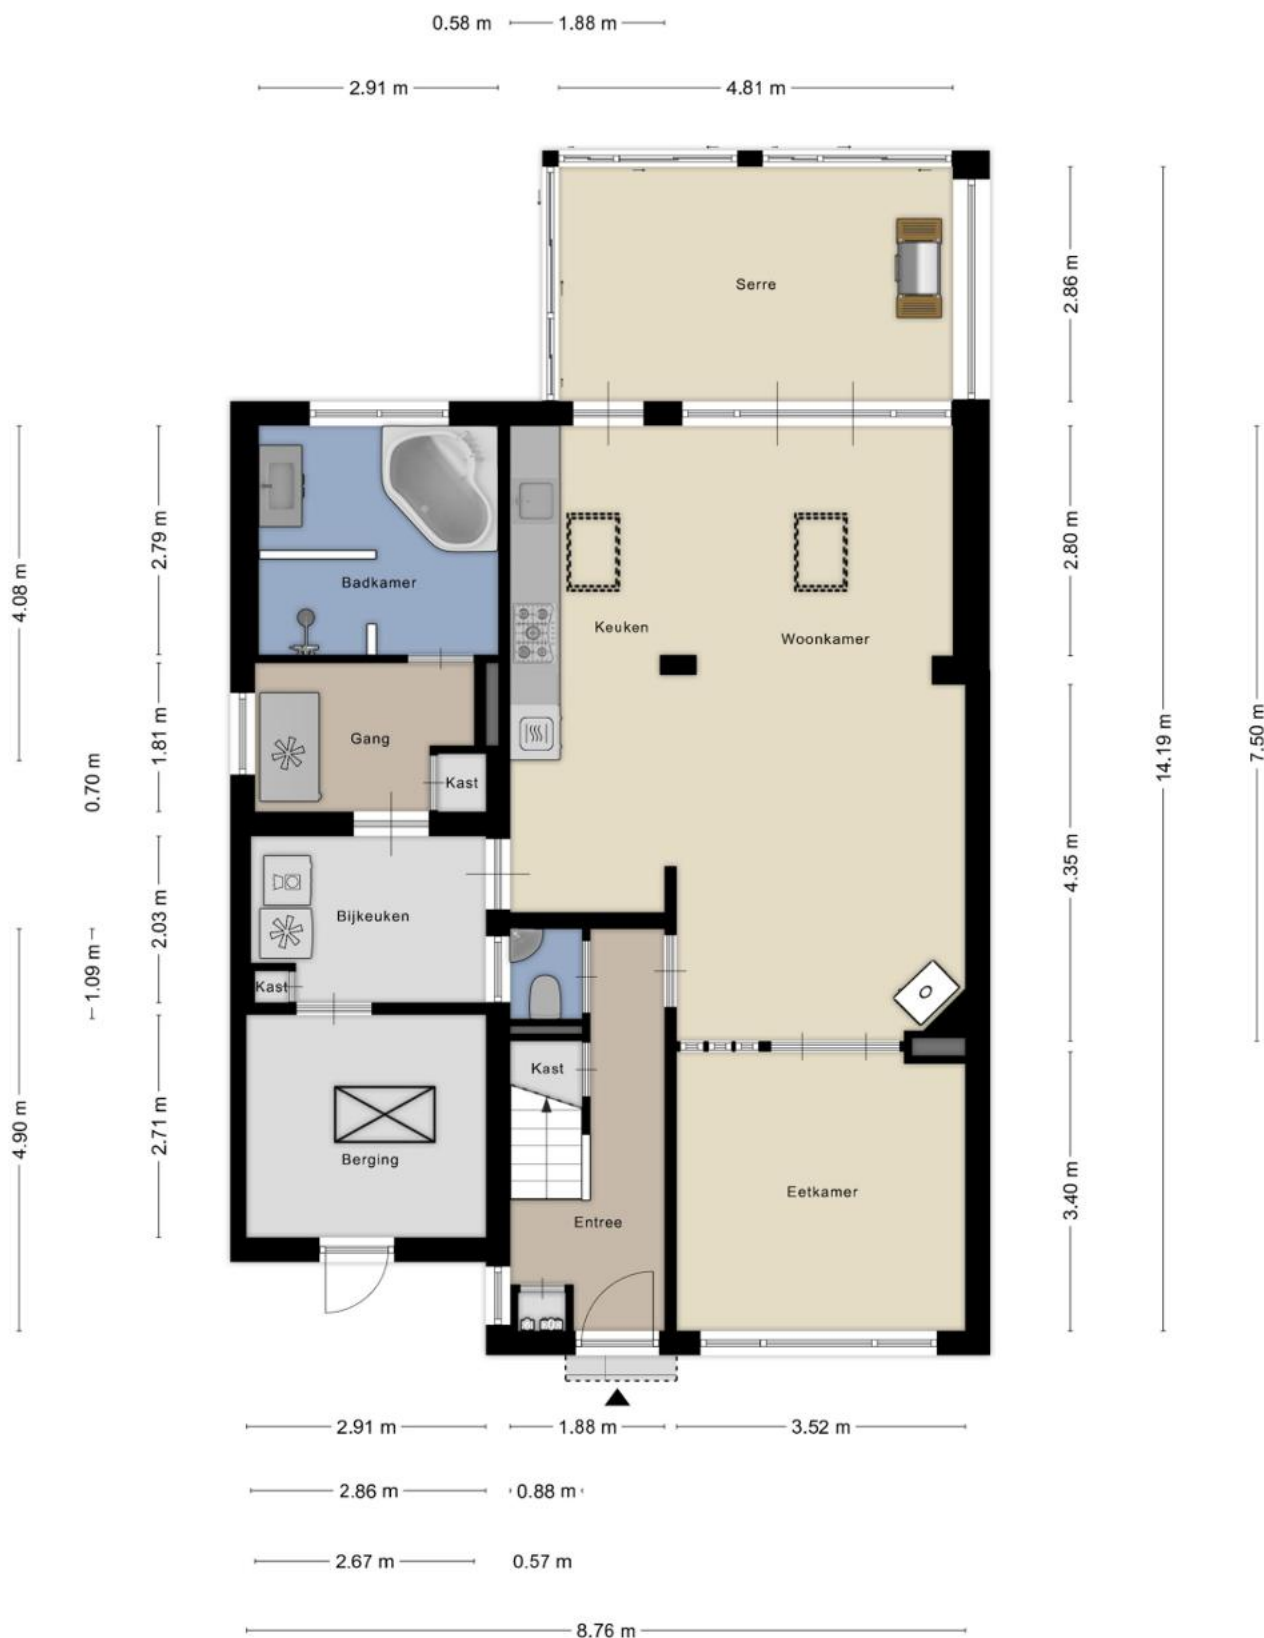 0.58 m
1.88 m
2.91 m
4.81 m
Serre
2.86 m
Badkamer
Keuken
Woonkamer
2.79 m
4.08 m
2.80 m
14.19 m
7.50 m
Gang
Kast
1.81 m
0.70 m
4.35 m
Bijkeuken
2.03 m
1.09 m
Kast
Kast
Berging
2.71 m
4.90 m
Eetkamer
Entree
3.40 m
2.91 m
1.88 m
3.52 m
2.86 m
0.88 m
2.67 m
0.57 m
8.76 m